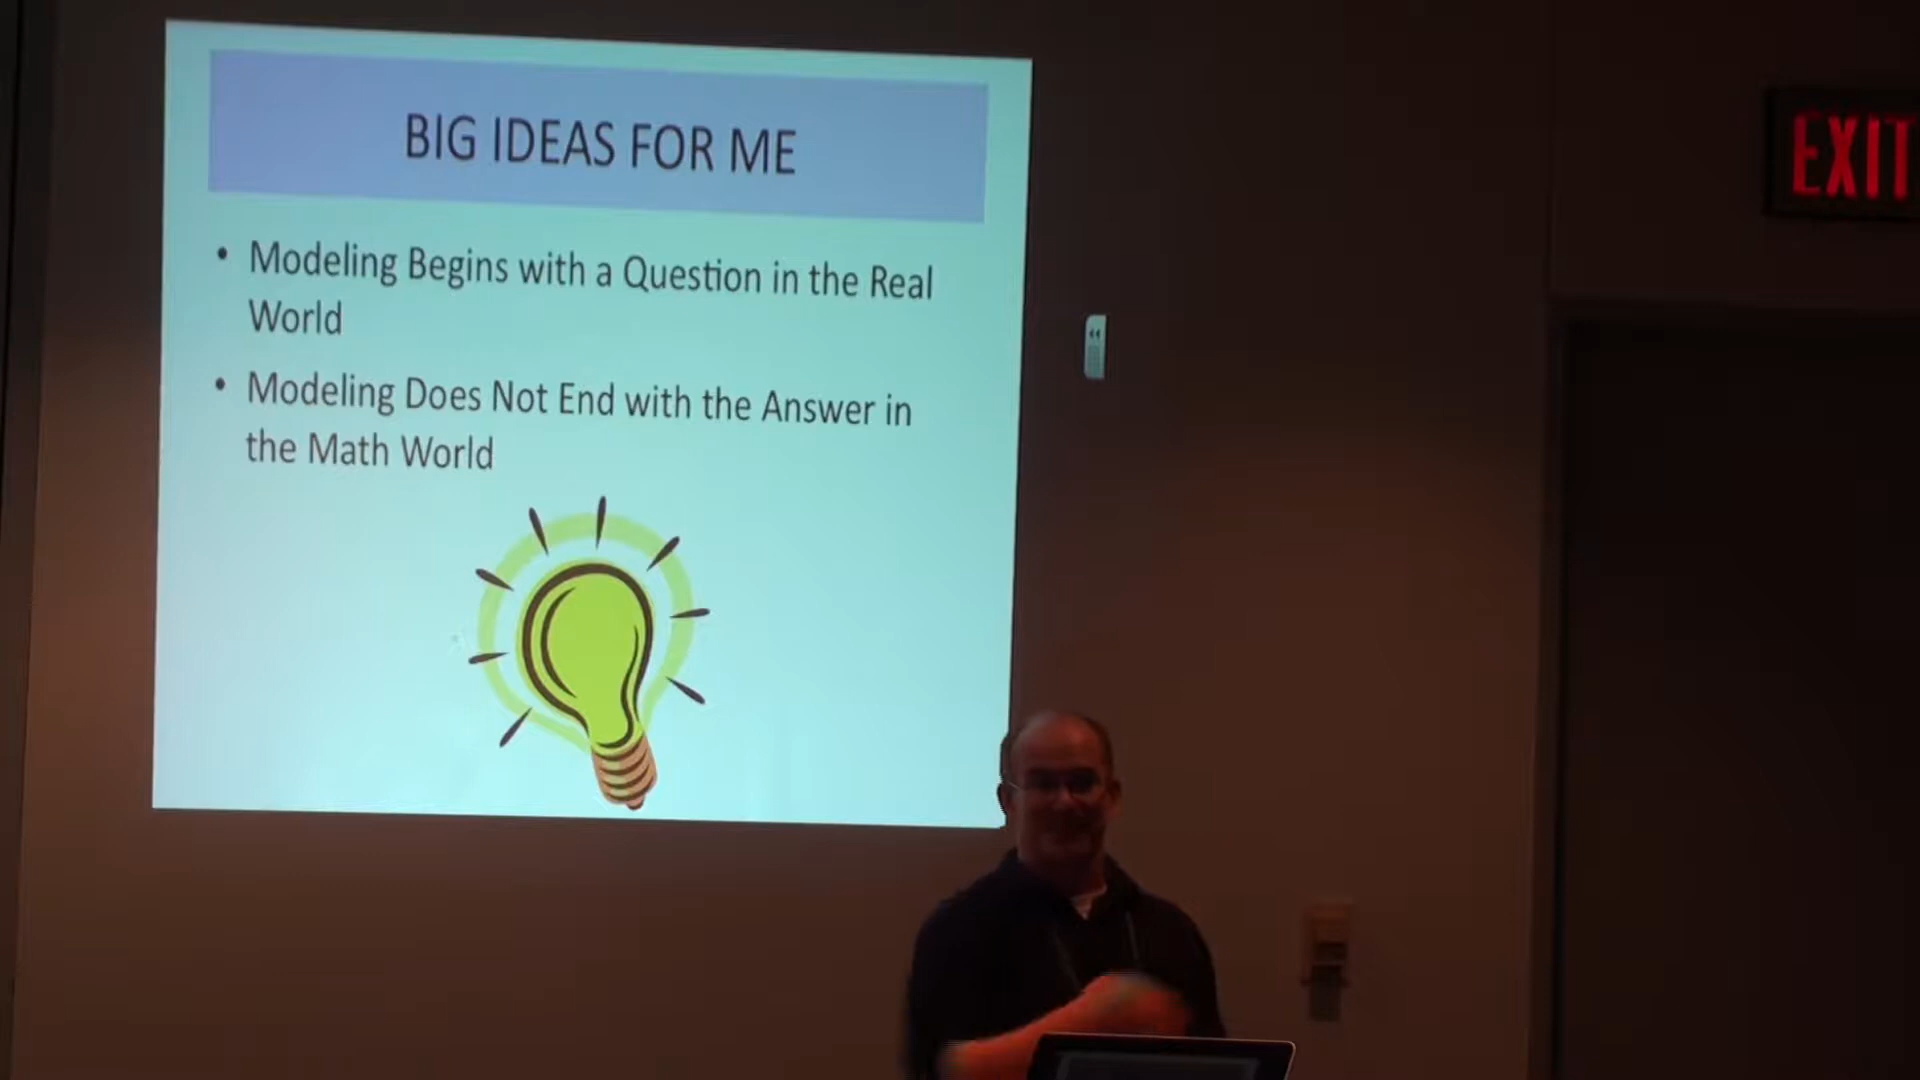 BIG IDEAS FOR ME
• Modeling Begins with a Question in the Real
World
• Modeling Does Not End with the Answer in
the Math World
EXIT